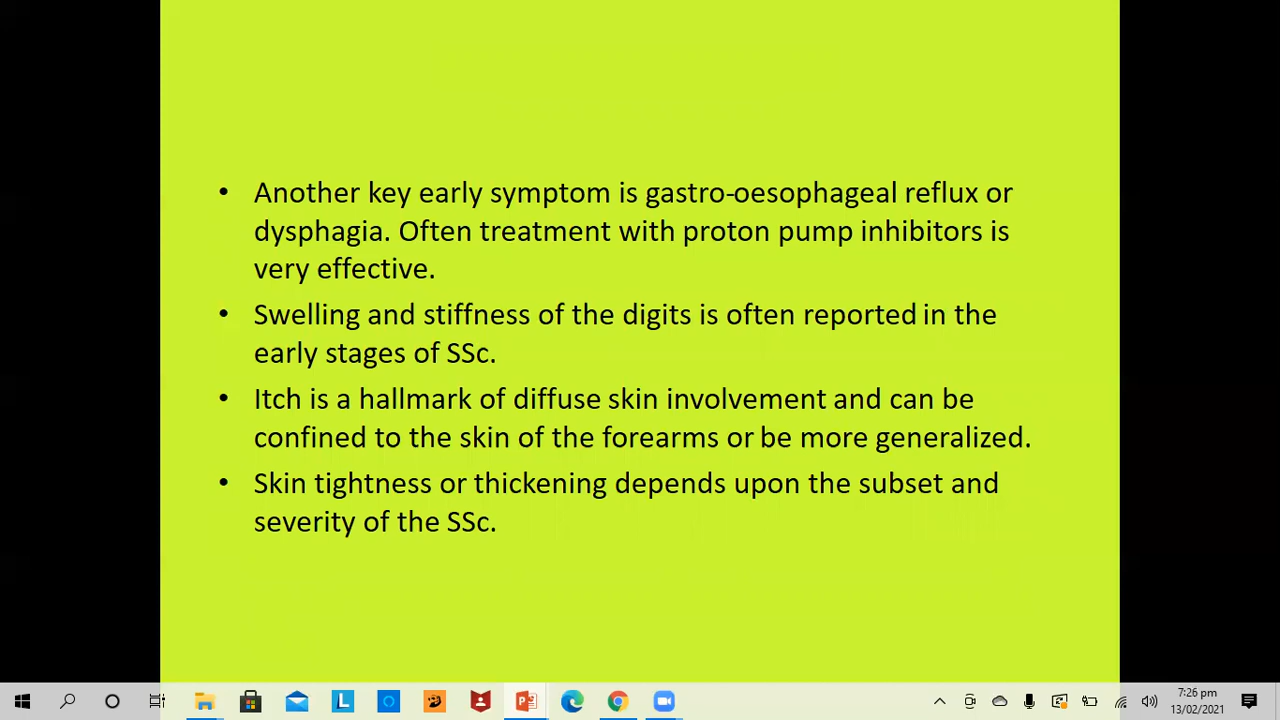 • Another key early symptom is gastro-oesophageal reflux or
dysphagia. Often treatment with proton pump inhibitors is
very effective.
• Swelling and stiffness of the digits is often reported in the
early stages of SSc.
• Itch is a hallmark of diffuse skin involvement and can be
confined to the skin of the forearms or be more generalized.
• Skin tightness or thickening depends upon the subset and
severity of the SSc.
7:26 pm
13/02/2021